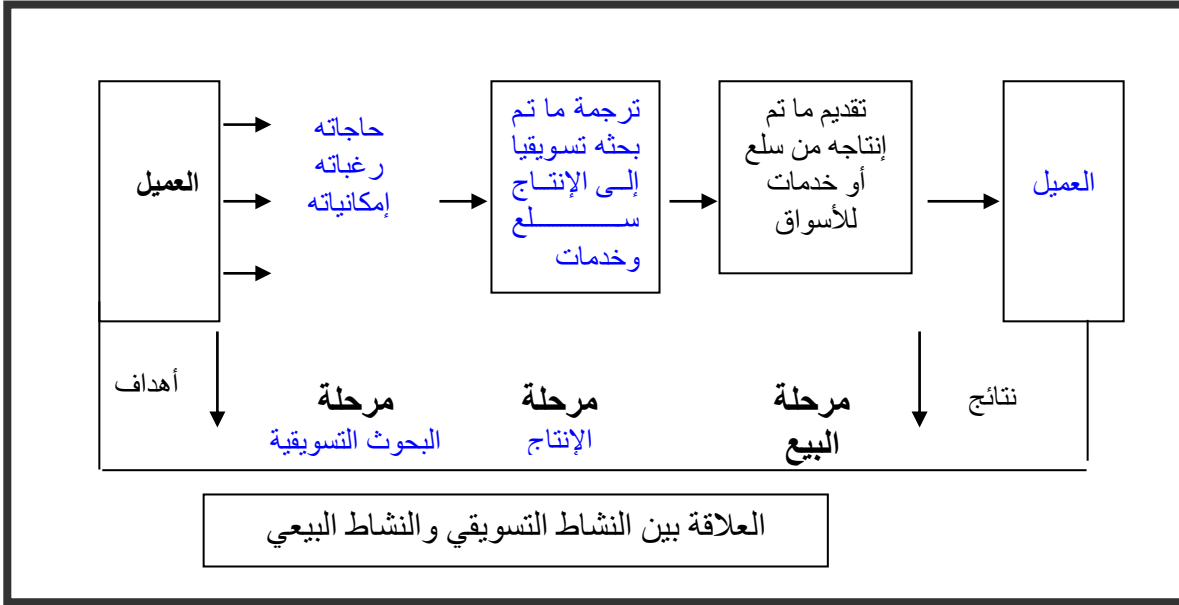 العميل
حاجاته
رغباته
إمكانياته
ترجمة ما تم
بحثه تسويقيا
إلى الإنتاج
سلع
وخدمات
تقديم ما تم
إنتاجه من سلع
أو خدمات
للأسواق
العميل
أهداف
مرحلة
البحوث التسويقية
مرحلة
الإنتاج
مرحلة
البيع
نتائج
العلاقة بين النشاط التسويقي والنشاط البيعي